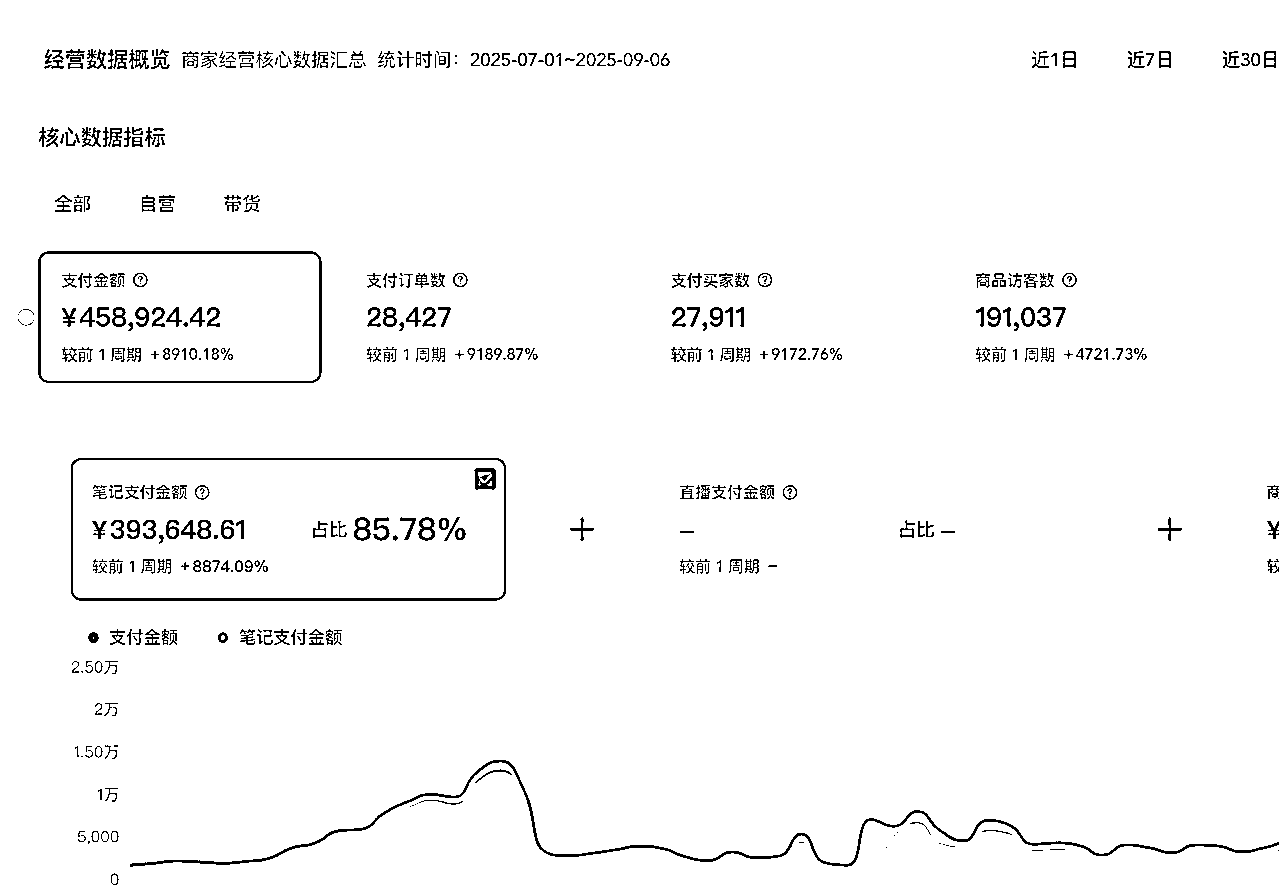 经营数据概览 商家经营核心数据汇总 统计时间：2025-07-01~2025-09-06 近1日 近7日 近30日
核心数据指标
全部 自营 带货
支付金额 支付订单数 支付买家数 商品访客数
¥458,924.42 28,427 27,911 191,037
较前 1 周期 +8910.18% 较前 1 周期 +9189.87% 较前 1 周期 +9172.76% 较前 1 周期 +4721.73%
笔记支付金额 直播支付金额 商
¥393,648.61 占比 85.78% + – 占比 – + ¥
较前 1 周期 +8874.09% 较前 1 周期 – 较
支付金额 笔记支付金额
2.50万
2万
1.50万
1万
5,000
0